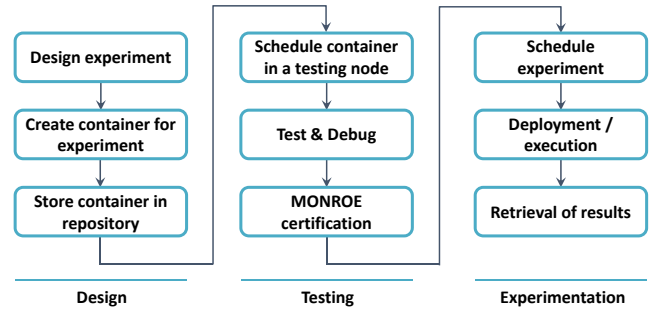 Design experiment
Create container for
experiment
Store container in
repository
Design
Schedule container
in a testing node
Test & Debug
MONROE
certification
Testing
Schedule
experiment
Deployment /
execution
Retrieval of results
Experimentation